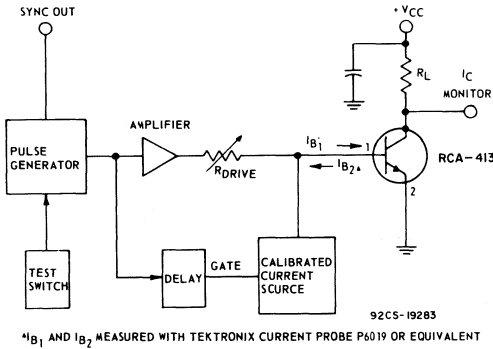 SYNC OUT
+ VCC
RL
IC
MONITOR
AMPLIFIER
PULSE
GENERATOR
RDRIVE
IB1
1
IB2▲
RCA-413
2
TEST
SWITCH
DELAY
GATE
CALIBRATED
CURRENT
SCURCE
92CS-19283
▲IB1 AND IB2 MEASURED WITH TEKTRONIX CURRENT PROBE P6019 OR EQUIVALENT